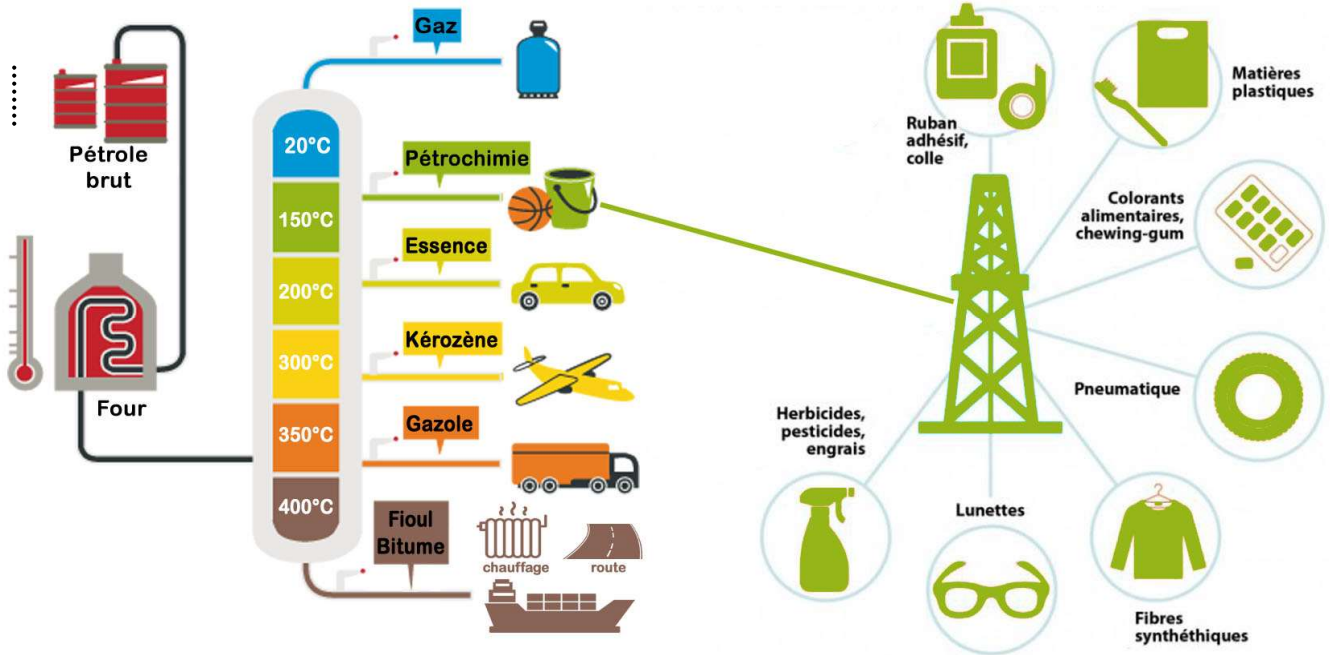 Pétrole
brut
Four
20°C
150°C
200°C
300°C
350°C
400°C
Gaz
Pétrochimie
Essence
Kérozène
Gazole
Fioul
Bitume
chauffage
route
Ruban
adhésif,
colle
Matières
plastiques
Colorants
alimentaires,
chewing-gum
Pneumatique
Herbicides,
pesticides,
engrais
Lunettes
Fibres
synthéthiques